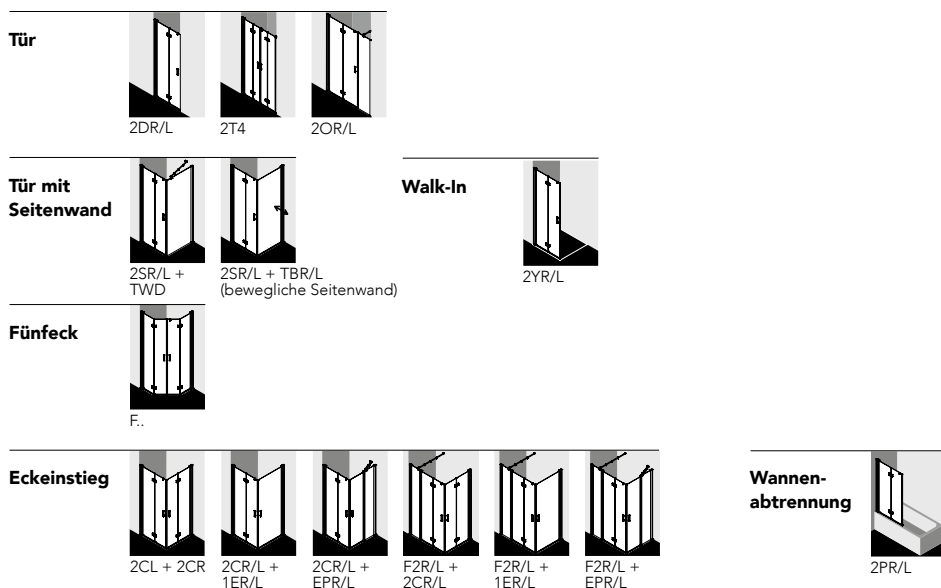 Tür
2DR/L
2T4
2OR/L
Tür mit
Seitenwand
2SR/L +
TWD
2SR/L + TBR/L
(bewegliche Seitenwand)
Walk-In
2YR/L
Fünfeck
F..
Eckeinstieg
2CL + 2CR
2CR/L +
1ER/L
2CR/L +
EPR/L
F2R/L +
2CR/L
F2R/L +
1ER/L
F2R/L +
EPR/L
Wannen-
abtrennung
2PR/L